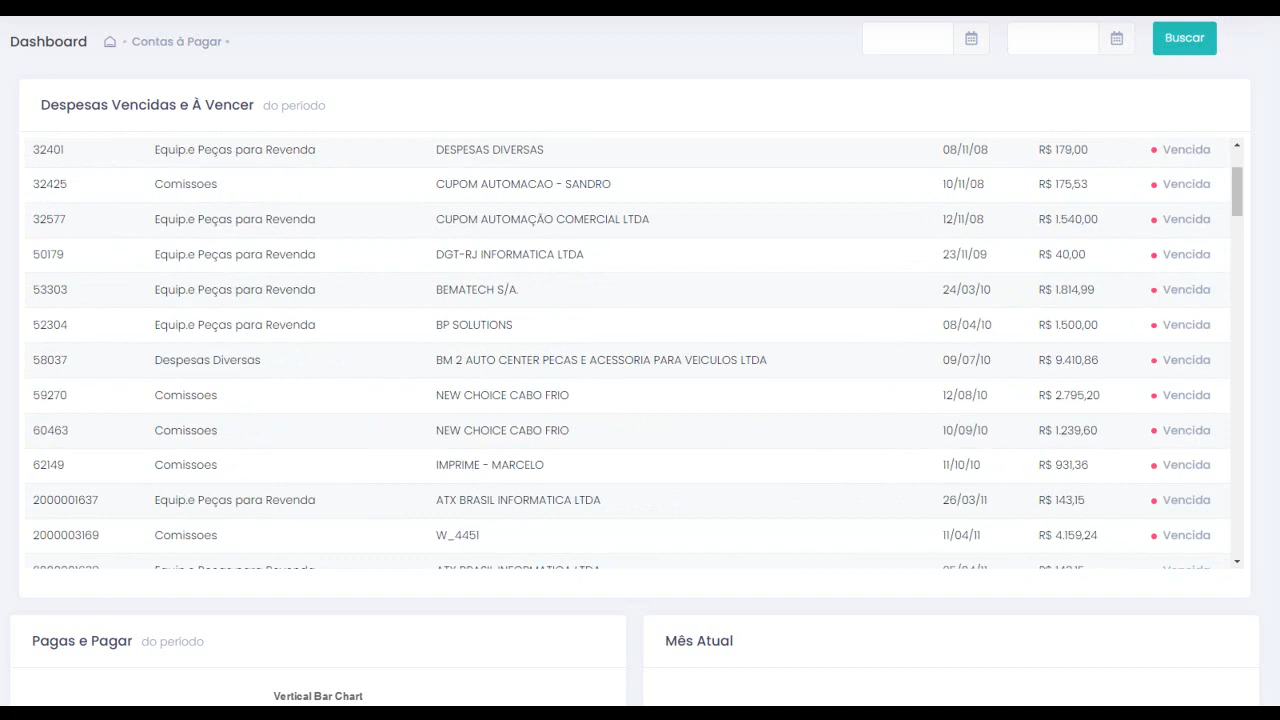 Dashboard • Contas à Pagar •
Buscar
Despesas Vencidas e À Vencer do período
32401 Equip.e Peças para Revenda DESPESAS DIVERSAS 08/11/08 R$ 179,00 Vencida
32425 Comissoes CUPOM AUTOMACAO - SANDRO 10/11/08 R$ 175,53 Vencida
32577 Equip.e Peças para Revenda CUPOM AUTOMAÇÃO COMERCIAL LTDA 12/11/08 R$ 1.540,00 Vencida
50179 Equip.e Peças para Revenda DGT-RJ INFORMATICA LTDA 23/11/09 R$ 40,00 Vencida
53303 Equip.e Peças para Revenda BEMATECH S/A. 24/03/10 R$ 1.814,99 Vencida
52304 Equip.e Peças para Revenda BP SOLUTIONS 08/04/10 R$ 1.500,00 Vencida
58037 Despesas Diversas BM 2 AUTO CENTER PECAS E ACESSORIA PARA VEICULOS LTDA 09/07/10 R$ 9.410,86 Vencida
59270 Comissoes NEW CHOICE CABO FRIO 12/08/10 R$ 2.795,20 Vencida
60463 Comissoes NEW CHOICE CABO FRIO 10/09/10 R$ 1.239,60 Vencida
62149 Comissoes IMPRIME - MARCELO 11/10/10 R$ 931,36 Vencida
2000001637 Equip.e Peças para Revenda ATX BRASIL INFORMATICA LTDA 26/03/11 R$ 143,15 Vencida
2000003169 Comissoes W_4451 11/04/11 R$ 4.159,24 Vencida
Equip.e Peças para Revenda ATX BRASIL INFORMATICA LTDA Vencida
Pagas e Pagar do período
Mês Atual
Vertical Bar Chart